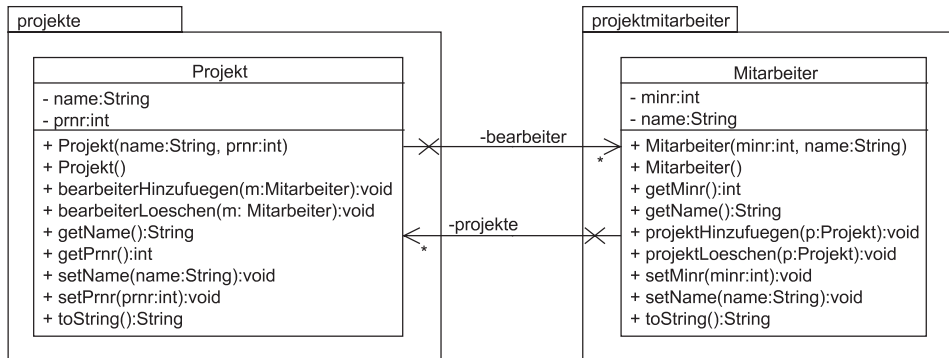 projekte
Projekt
- name:String
- prnr:int
+ Projekt(name:String, prnr:int)
+ Projekt()
+ bearbeiterHinzufuegen(m:Mitarbeiter):void
+ bearbeiterLoeschen(m: Mitarbeiter):void
+ getName():String
+ getPrnr():int
+ setName(name:String):void
+ setPrnr(prnr:int):void
+ toString():String
-bearbeiter
*
-projekte
*
projektmitarbeiter
Mitarbeiter
- minr:int
- name:String
+ Mitarbeiter(minr:int, name:String)
+ Mitarbeiter()
+ getMinr():int
+ getName():String
+ projektHinzufuegen(p:Projekt):void
+ projektLoeschen(p:Projekt):void
+ setMinr(minr:int):void
+ setName(name:String):void
+ toString():String